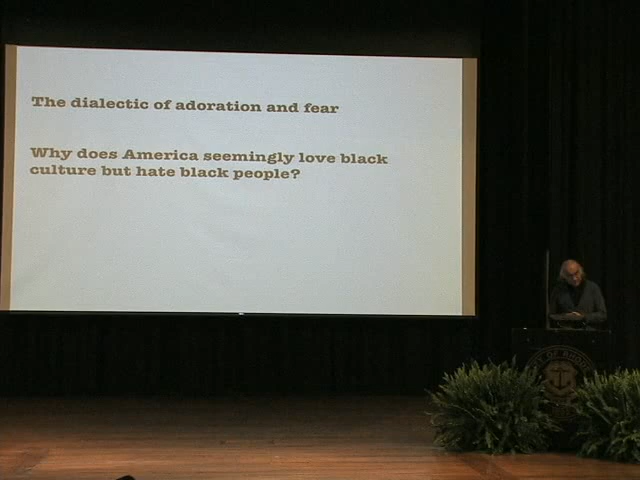 The dialectic of adoration and fear
Why does America seemingly love black
culture but hate black people?